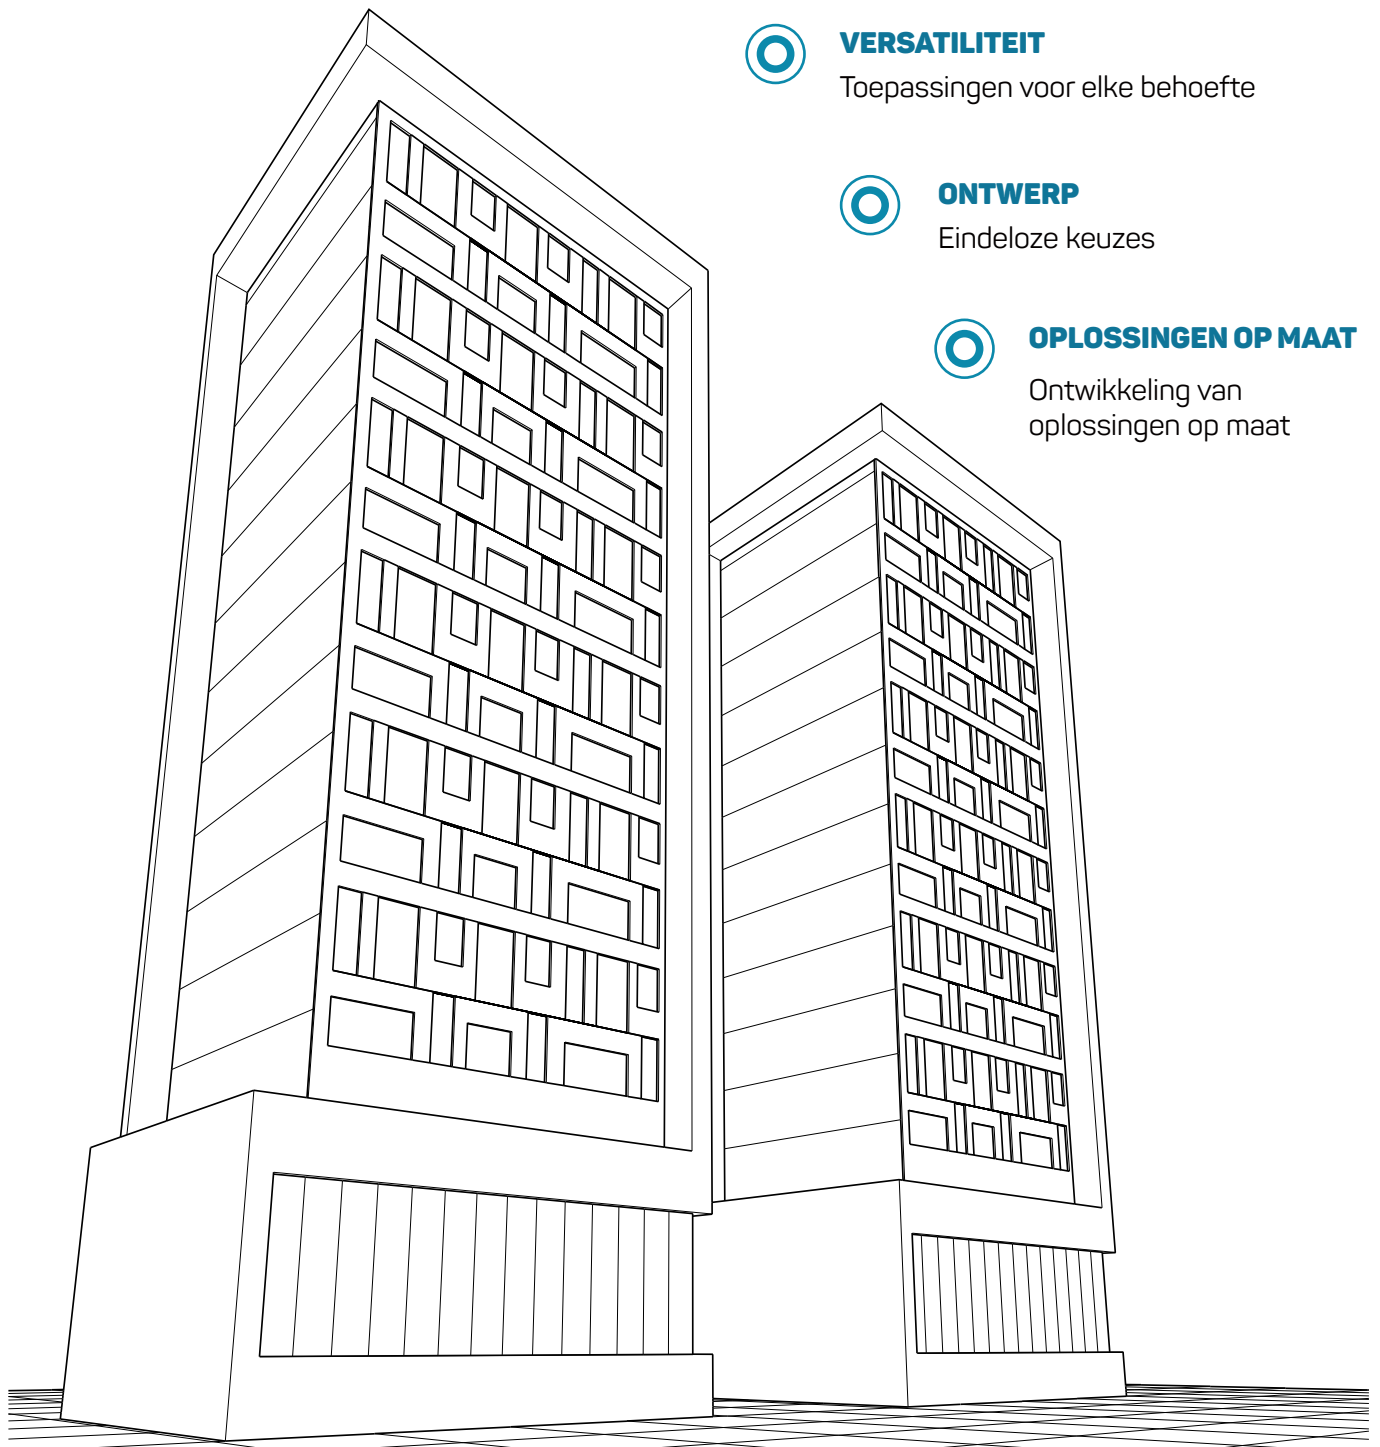 VERSATILITEIT
Toepassingen voor elke behoefte
ONTWERP
Eindeloze keuzes
OPLOSSINGEN OP MAAT
Ontwikkeling van
oplossingen op maat